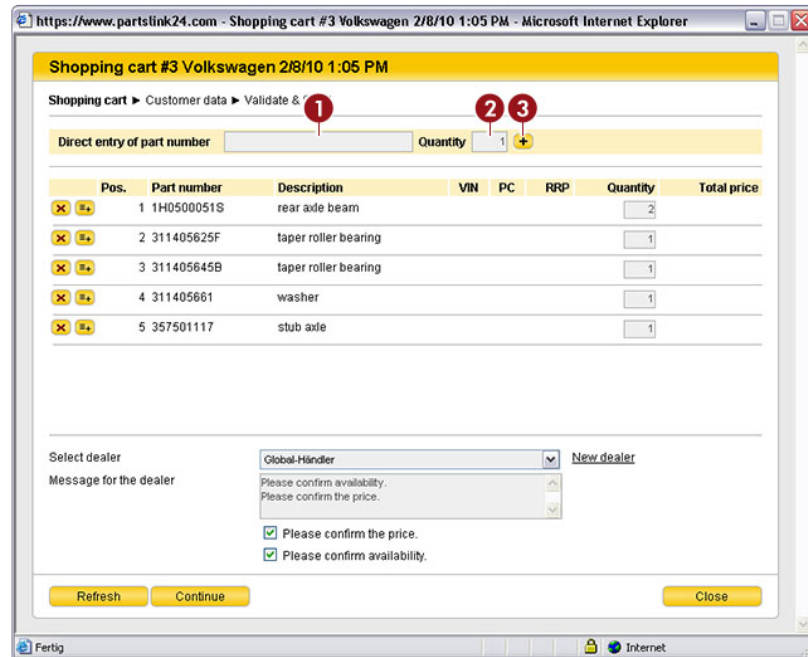 https://www.partslink24.com - Shopping cart #3 Volkswagen 2/8/10 1:05 PM - Microsoft Internet Explorer
Shopping cart #3 Volkswagen 2/8/10 1:05 PM
Shopping cart ► Customer data ► Validate &
1 2 3
Direct entry of part number Quantity 1 +
Pos. Part number Description VIN PC RRP Quantity Total price
1 1H0500051S rear axle beam 2
2 311405625F taper roller bearing 1
3 311405645B taper roller bearing 1
4 311405661 washer 1
5 357501117 stub axle 1
Select dealer Global-Händler New dealer
Message for the dealer Please confirm availability.
Please confirm the price.
Please confirm the price.
Please confirm availability.
Refresh Continue Close
Fertig Internet